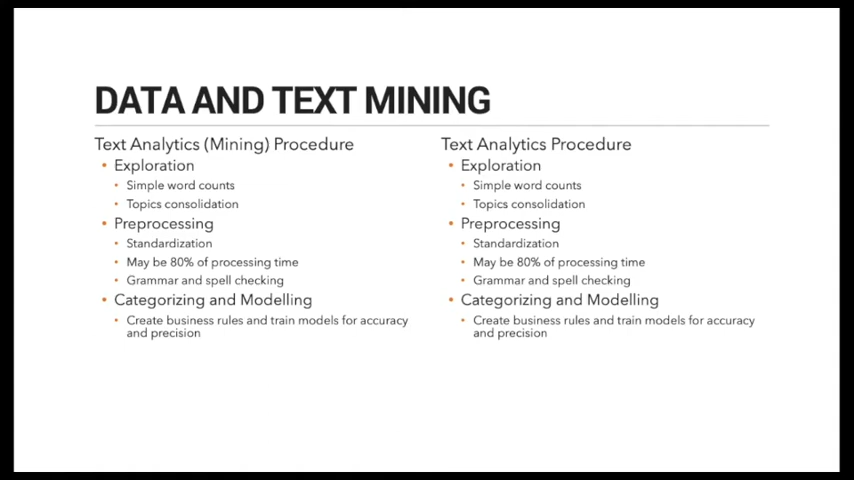 DATA AND TEXT MINING
Text Analytics (Mining) Procedure
• Exploration
• Simple word counts
• Topics consolidation
• Preprocessing
• Standardization
• May be 80% of processing time
• Grammar and spell checking
• Categorizing and Modelling
• Create business rules and train models for accuracy
and precision
Text Analytics Procedure
• Exploration
• Simple word counts
• Topics consolidation
• Preprocessing
• Standardization
• May be 80% of processing time
• Grammar and spell checking
• Categorizing and Modelling
• Create business rules and train models for accuracy
and precision